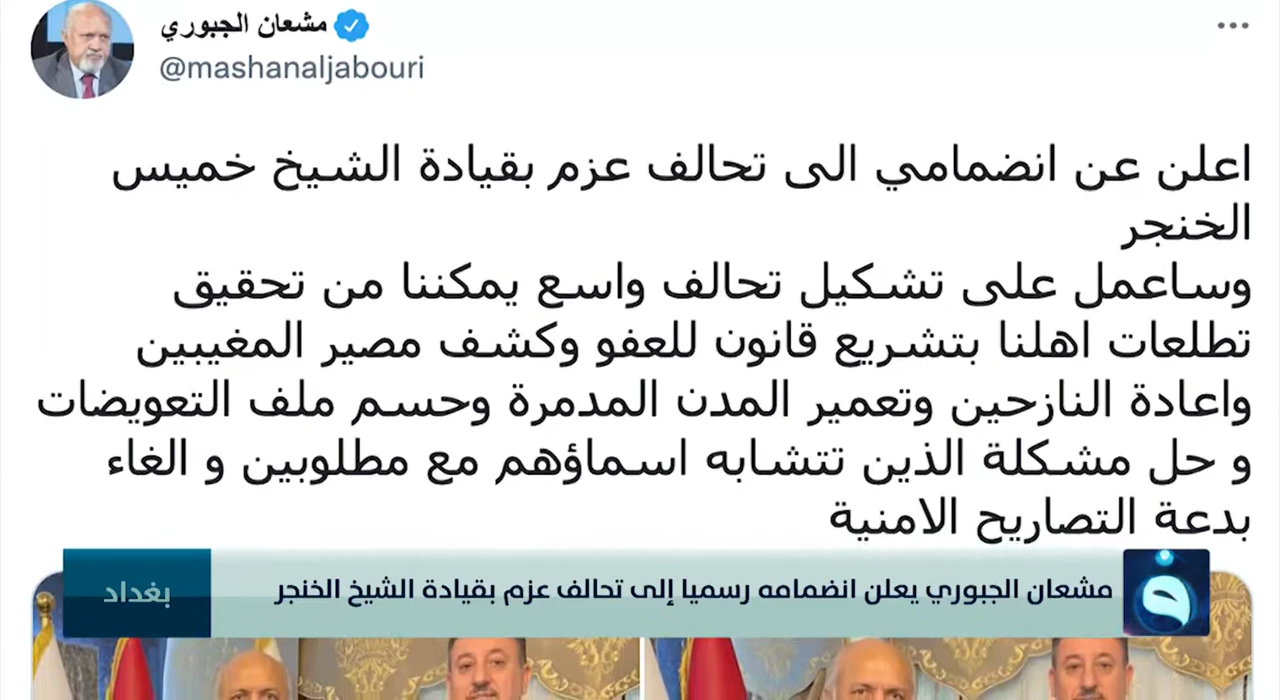 مشعان الجبوري
@mashanaljabouri
اعلن عن انضمامي الى تحالف عزم بقيادة الشيخ خميس
الخنجر
وساعمل على تشكيل تحالف واسع يمكننا من تحقيق
تطلعات اهلنا بتشريع قانون للعفو وكشف مصير المغيبين
واعادة النازحين وتعمير المدن المدمرة وحسم ملف التعويضات
و حل مشكلة الذين تتشابه اسماؤهم مع مطلوبين و الغاء
بدعة التصاريح الامنية
مشعان الجبوري يعلن انضمامه رسميا إلى تحالف عزم بقيادة الشيخ الخنجر
بغداد